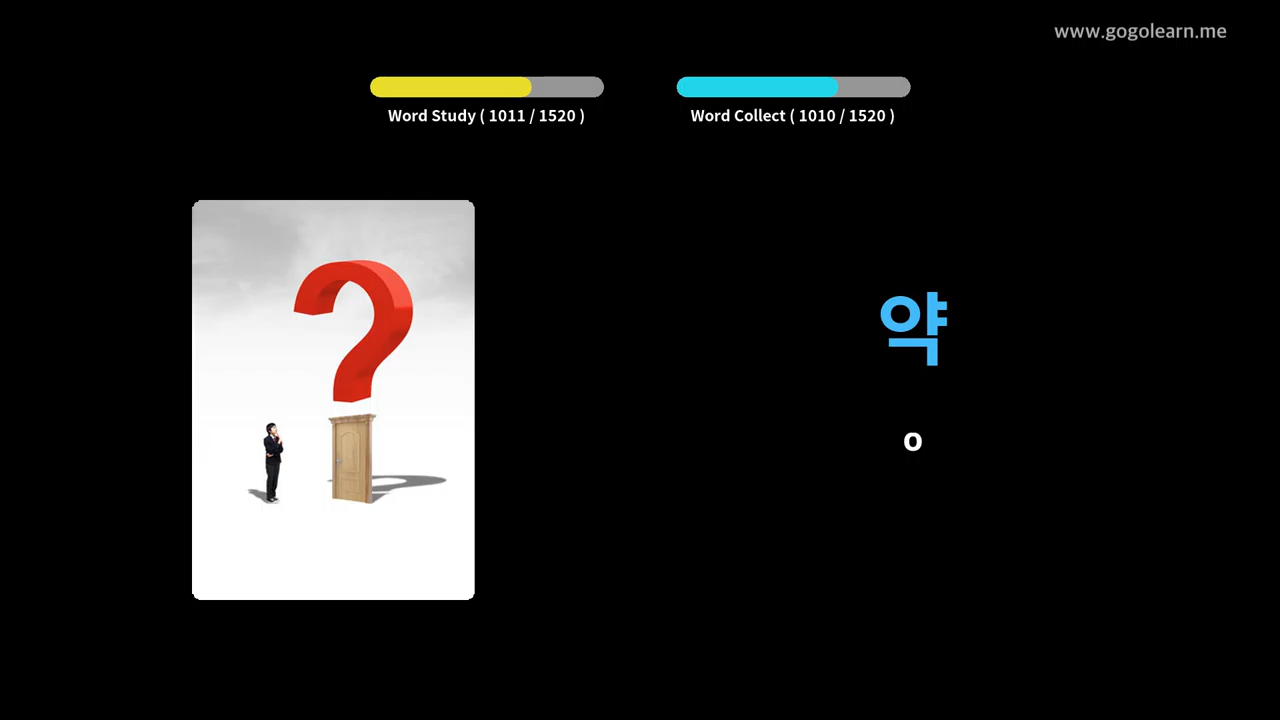 www.gogolearn.me
Word Study ( 1011 / 1520 )
Word Collect ( 1010 / 1520 )
?
약
o